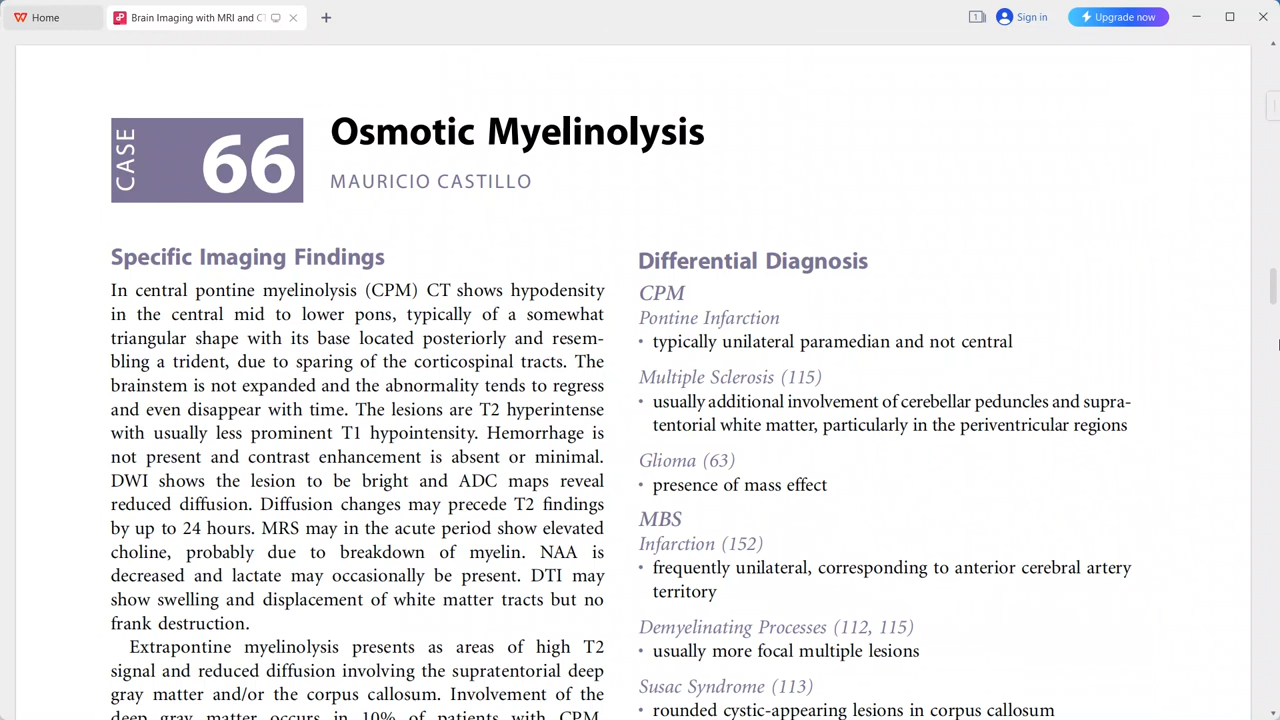 Home
Brain Imaging with MRI and C
1
Sign in
Upgrade now
CASE
66
Osmotic Myelinolysis
MAURICIO CASTILLO
Specific Imaging Findings
In central pontine myelinolysis (CPM) CT shows hypodensity
in the central mid to lower pons, typically of a somewhat
triangular shape with its base located posteriorly and resem-
bling a trident, due to sparing of the corticospinal tracts. The
brainstem is not expanded and the abnormality tends to regress
and even disappear with time. The lesions are T2 hyperintense
with usually less prominent T1 hypointensity. Hemorrhage is
not present and contrast enhancement is absent or minimal.
DWI shows the lesion to be bright and ADC maps reveal
reduced diffusion. Diffusion changes may precede T2 findings
by up to 24 hours. MRS may in the acute period show elevated
choline, probably due to breakdown of myelin. NAA is
decreased and lactate may occasionally be present. DTI may
show swelling and displacement of white matter tracts but no
frank destruction.
Extrapontine myelinolysis presents as areas of high T2
signal and reduced diffusion involving the supratentorial deep
gray matter and/or the corpus callosum. Involvement of the
deep gray matter occurs in 10% of patients with CPM.
Differential Diagnosis
CPM
Pontine Infarction
• typically unilateral paramedian and not central
Multiple Sclerosis (115)
• usually additional involvement of cerebellar peduncles and supra-
tentorial white matter, particularly in the periventricular regions
Glioma (63)
• presence of mass effect
MBS
Infarction (152)
• frequently unilateral, corresponding to anterior cerebral artery
territory
Demyelinating Processes (112, 115)
• usually more focal multiple lesions
Susac Syndrome (113)
• rounded cystic-appearing lesions in corpus callosum